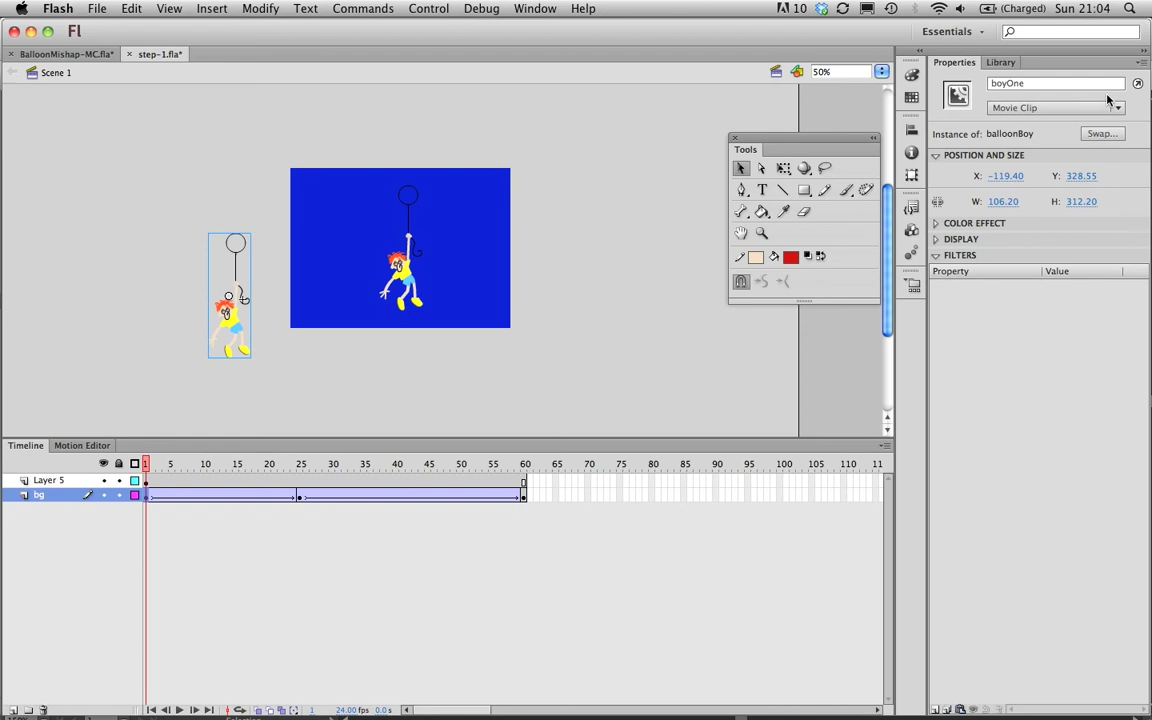 Flash File Edit View Insert Modify Text Commands Control Debug Window Help 10 (Charged) Sun 21:04
Fl Essentials
BalloonMishap-MC.fla* step-1.fla*
Scene 1 50%
Properties Library
boyOne
Movie Clip
Instance of: balloonBoy Swap...
POSITION AND SIZE
X: -119.40 Y: 328.55
W: 106.20 H: 312.20
COLOR EFFECT
DISPLAY
FILTERS
Property Value
Tools
Timeline Motion Editor
1 5 10 15 20 25 30 35 40 45 50 55 60 65 70 75 80 85 90 95 100 105 11
Layer 5
bg
1 24.00 fps 0.0 s